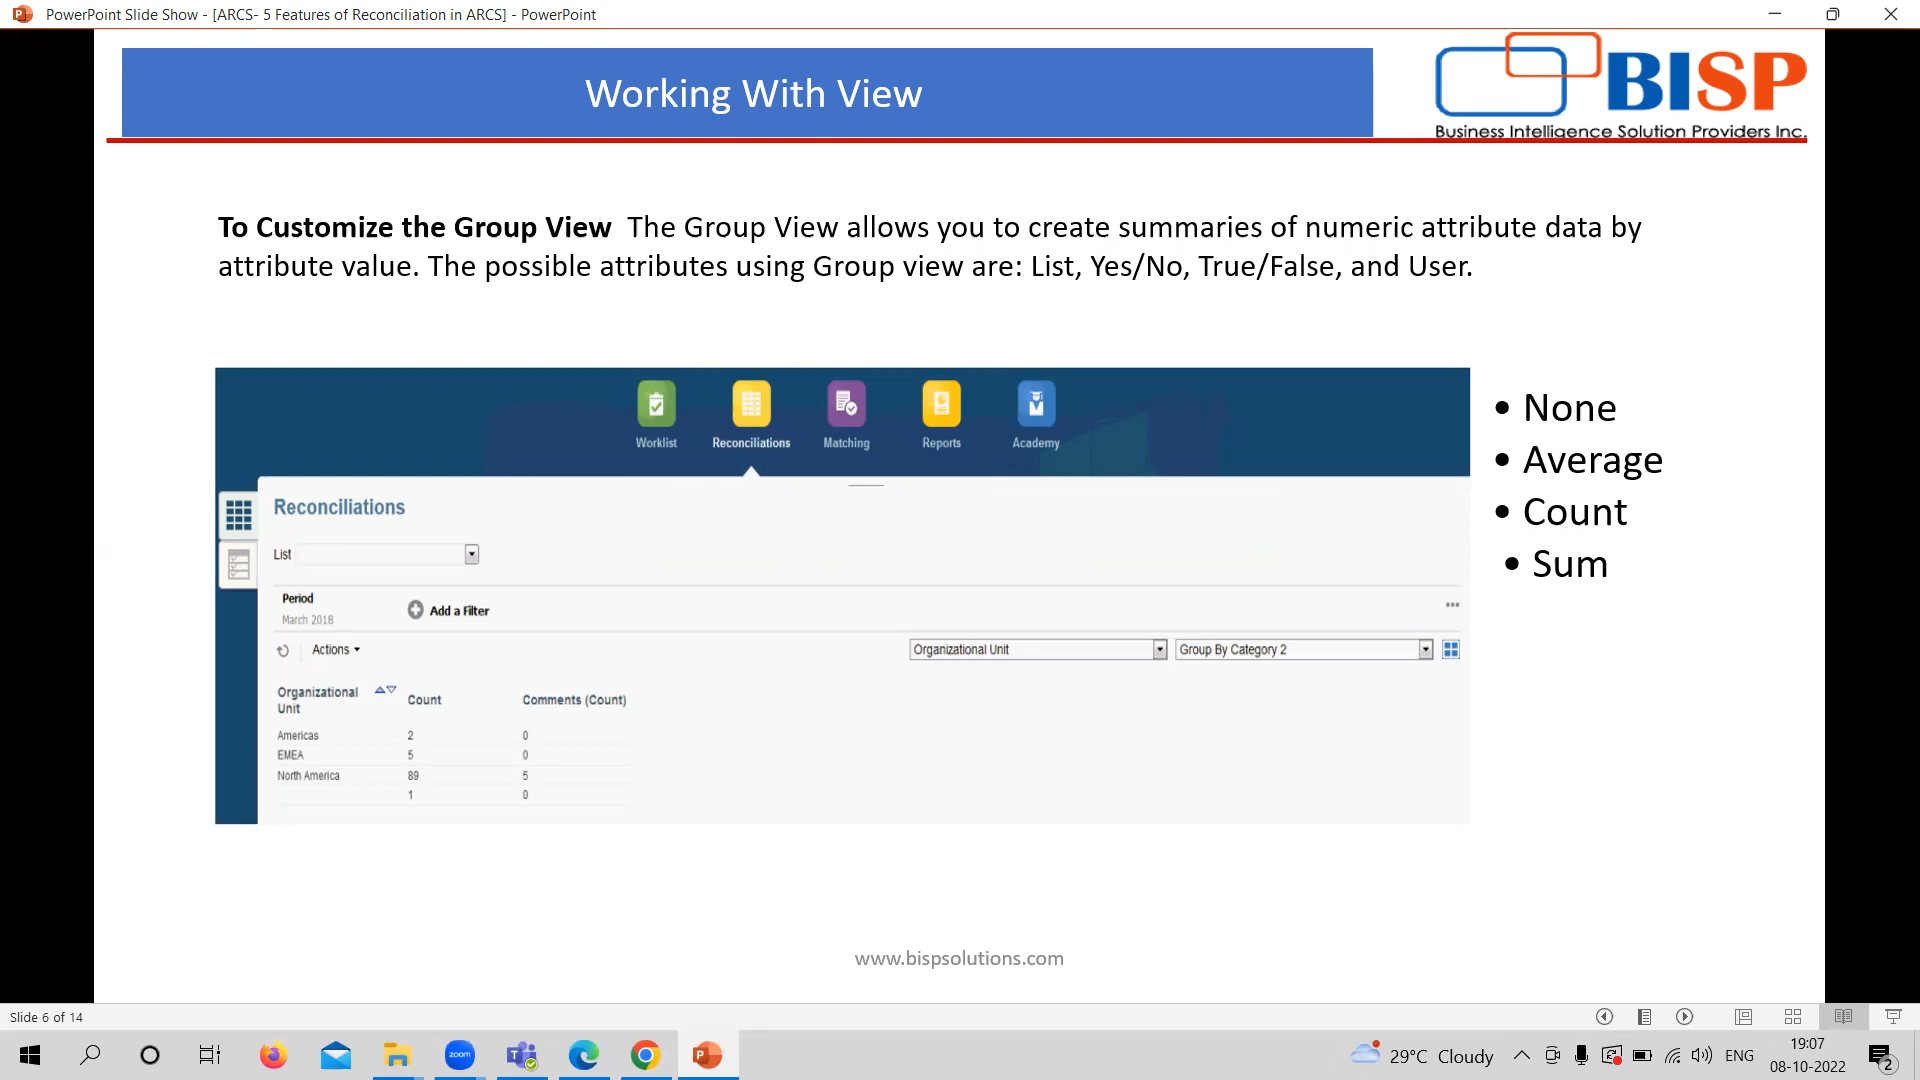 PowerPoint Slide Show - [ARCS- 5 Features of Reconciliation in ARCS] - PowerPoint
Working With View
BISP
Business Intelligence Solution Providers Inc.
To Customize the Group View The Group View allows you to create summaries of numeric attribute data by
attribute value. The possible attributes using Group view are: List, Yes/No, True/False, and User.
Worklist Reconciliations Matching Reports Academy
Reconciliations
List
Period
March 2018
Add a Filter
Actions
Organizational Unit
Group By Category 2
Organizational
Unit
Count
Comments (Count)
Americas 2 0
EMEA 5 0
North America 89 5
1 0
• None
• Average
• Count
• Sum
www.bispsolutions.com
Slide 6 of 14
zoom
29°C Cloudy
ENG
19:07
08-10-2022
2